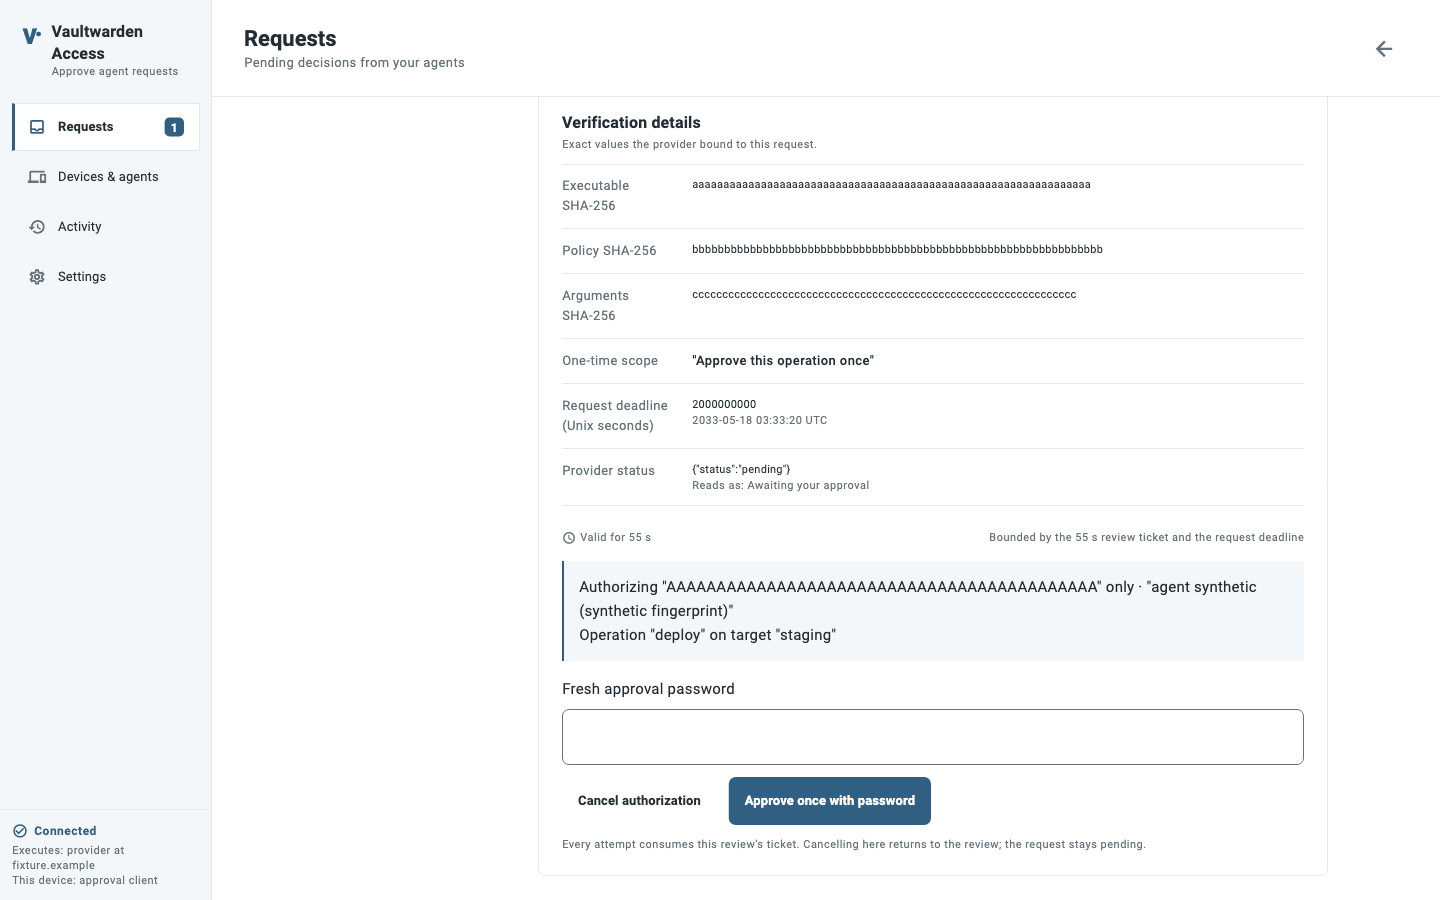 Vaultwarden
Access
Approve agent requests
Requests
1
Devices & agents
Activity
Settings
Connected
Executes: provider at
fixture.example
This device: approval client
Requests
Pending decisions from your agents
Verification details
Exact values the provider bound to this request.
Executable
SHA-256
aaaaaaaaaaaaaaaaaaaaaaaaaaaaaaaaaaaaaaaaaaaaaaaaaaaaaaaaaaaaaaaa
Policy SHA-256
bbbbbbbbbbbbbbbbbbbbbbbbbbbbbbbbbbbbbbbbbbbbbbbbbbbbbbbbbbbbbbbb
Arguments
SHA-256
cccccccccccccccccccccccccccccccccccccccccccccccccccccccccccccccc
One-time scope
"Approve this operation once"
Request deadline
(Unix seconds)
2000000000
2033-05-18 03:33:20 UTC
Provider status
{"status":"pending"}
Reads as: Awaiting your approval
Valid for 55 s
Bounded by the 55 s review ticket and the request deadline
Authorizing "AAAAAAAAAAAAAAAAAAAAAAAAAAAAAAAAAAAAAAAAAAA" only · "agent synthetic
(synthetic fingerprint)"
Operation "deploy" on target "staging"
Fresh approval password
Cancel authorization
Approve once with password
Every attempt consumes this review's ticket. Cancelling here returns to the review; the request stays pending.